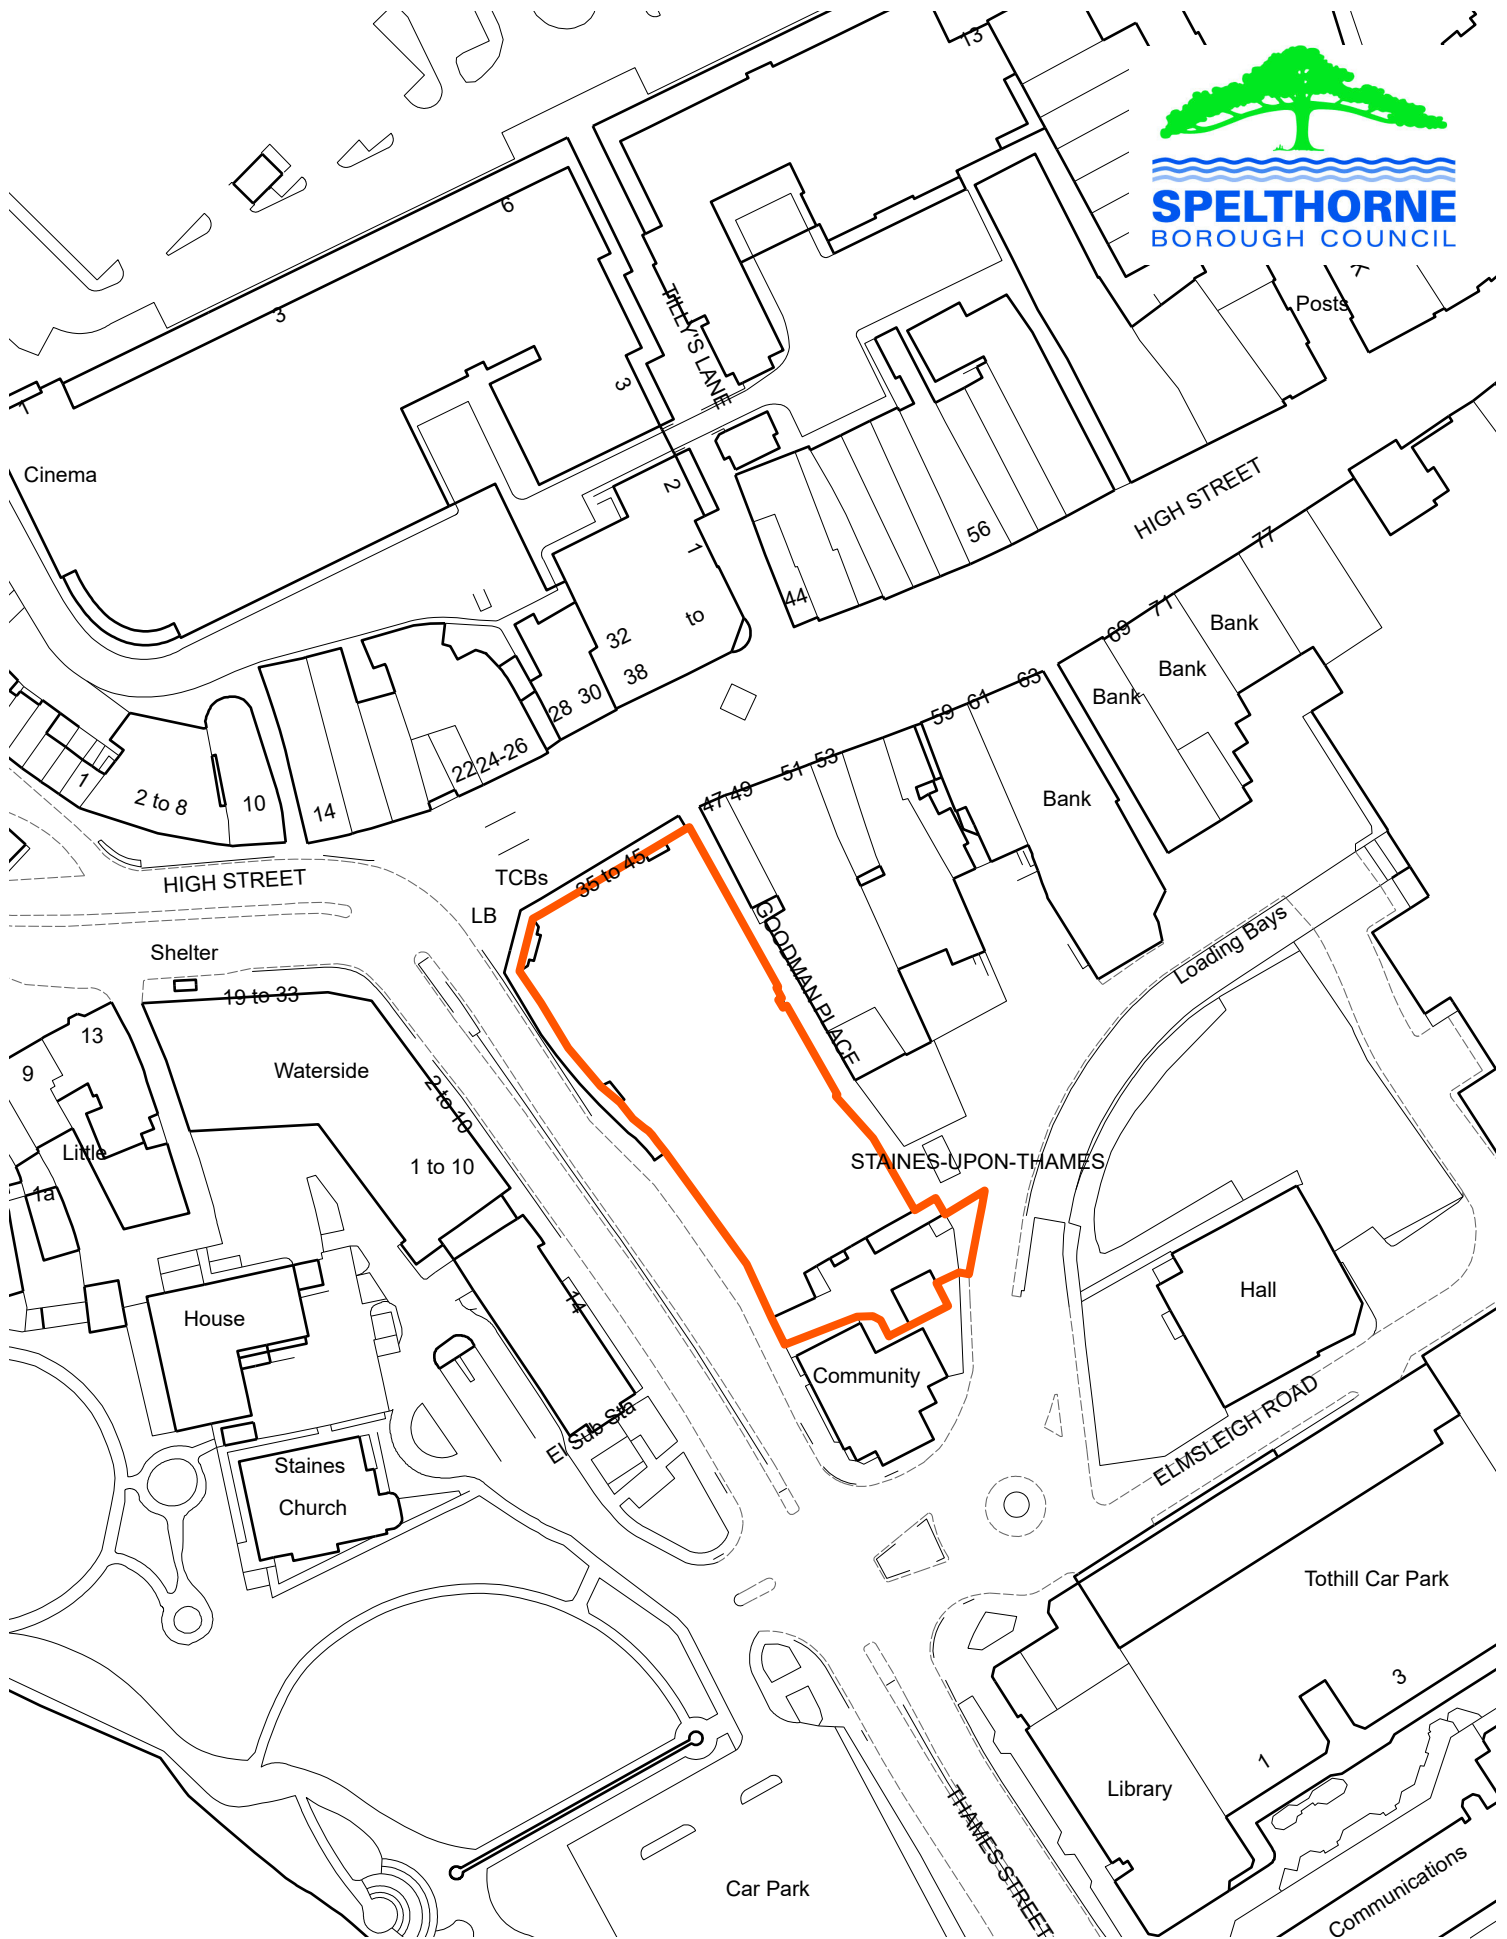 13
SPELTHORNE
BOROUGH COUNCIL
6
3
TILLY'S LANE
Posts
3
Cinema
2
HIGH STREET
56
77
1
44
to
71
69
Bank
32
Bank
38
63
Bank
30
28
61
59
24-26
22
53
51
1
2 to 8
10
14
47-49
Bank
35 to 45
TCBs
HIGH STREET
LB
GOODMAN PLACE
Loading Bays
Shelter
19 to 33
13
9
Waterside
2 to 10
Little
1 to 10
STAINES-UPON-THAMES
1a
14
Hall
House
Community
El Sub Sta
ELMSLEIGH ROAD
Staines
Church
Tothill Car Park
3
1
Library
THAMES STREET
Car Park
Communications